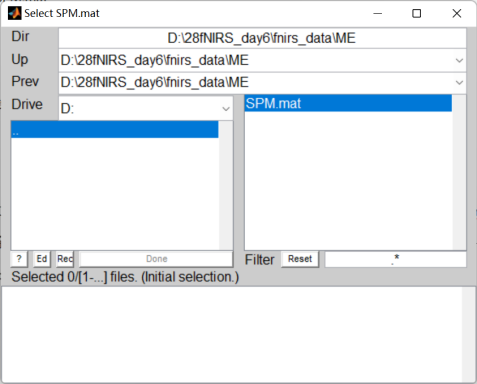 Select SPM.mat
Dir D:\28fNIRS_day6\fnirs_data\ME
Up D:\28fNIRS_day6\fnirs_data\ME
Prev D:\28fNIRS_day6\fnirs_data\ME
Drive D: SPM.mat
..
? Ed Rec Done Filter Reset .*
Selected 0/[1-...] files. (Initial selection.)